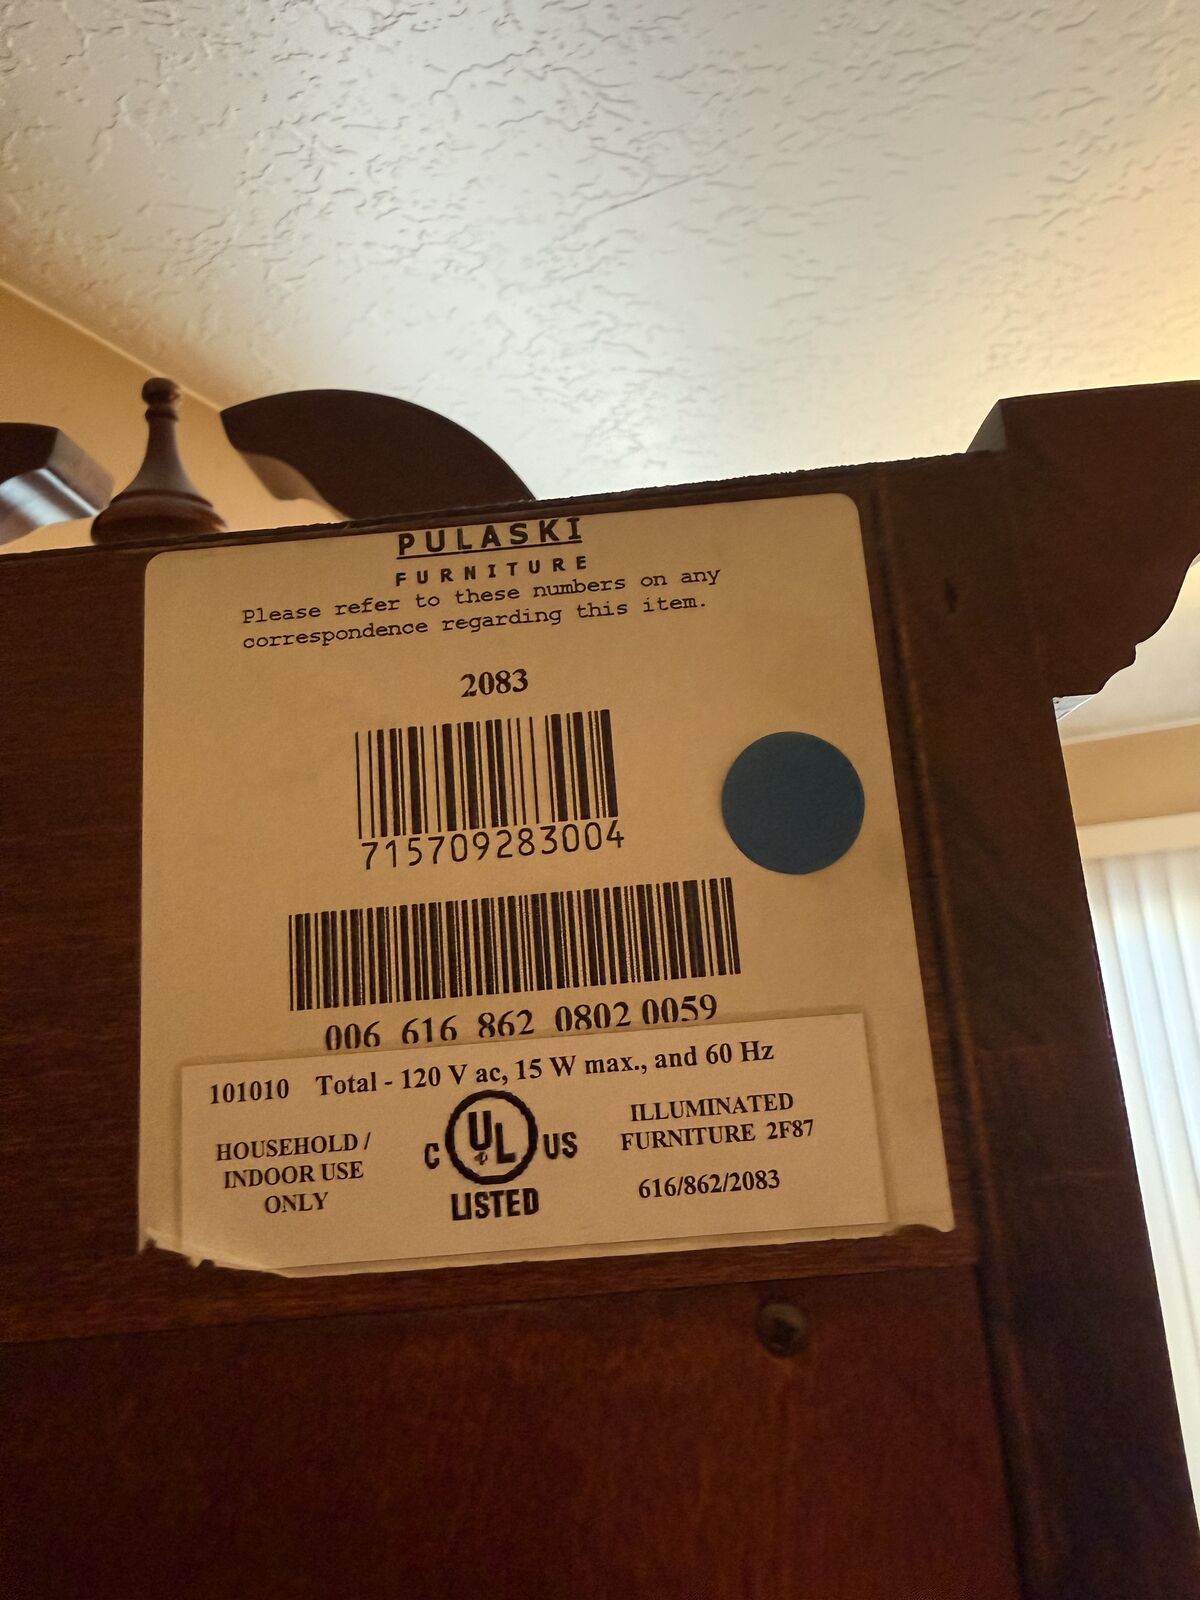 PULASKI
FURNITURE
Please refer to these numbers on any
correspondence regarding this item.
2083
715709283004
006 616 862 0802 0059
101010 Total - 120 V ac, 15 W max., and 60 Hz
HOUSEHOLD /
INDOOR USE
ONLY
C UL US
LISTED
ILLUMINATED
FURNITURE 2F87
616/862/2083